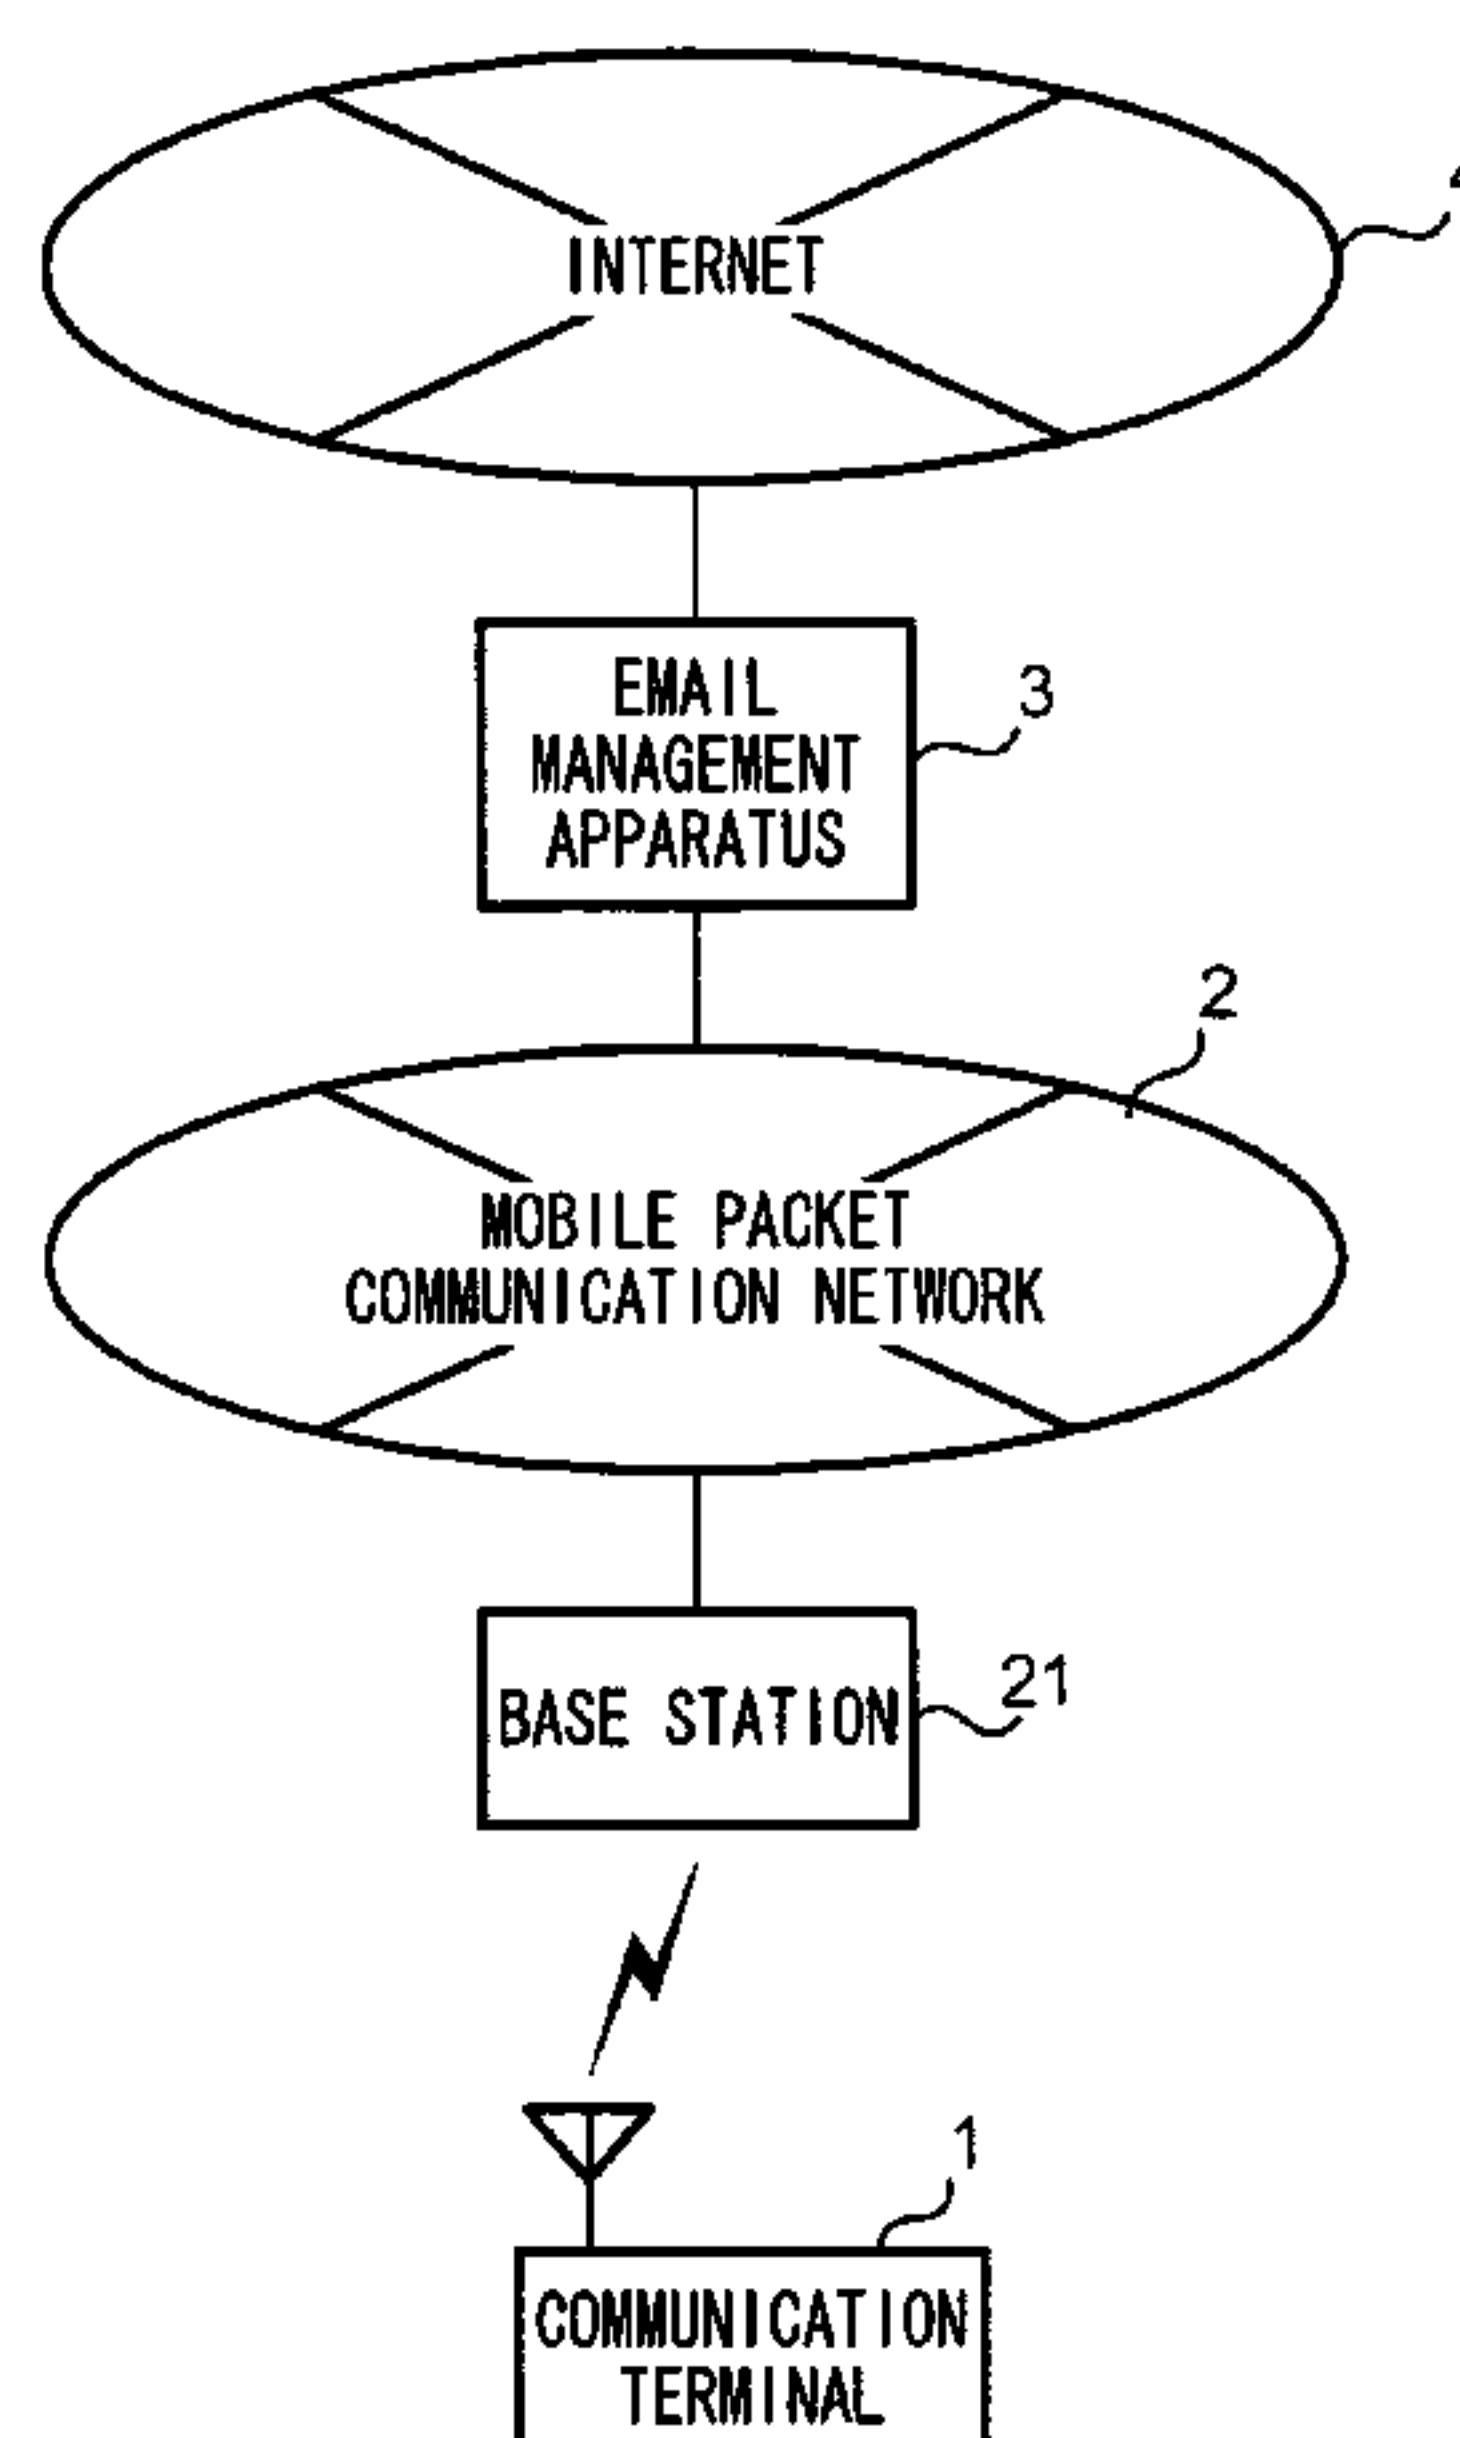 INTERNET
EMAIL
MANAGEMENT
APPARATUS
3
2
MOBILE PACKET
COMMUNICATION NETWORK
BASE STATION
21
1
COMMUNICATION
TERMINAL